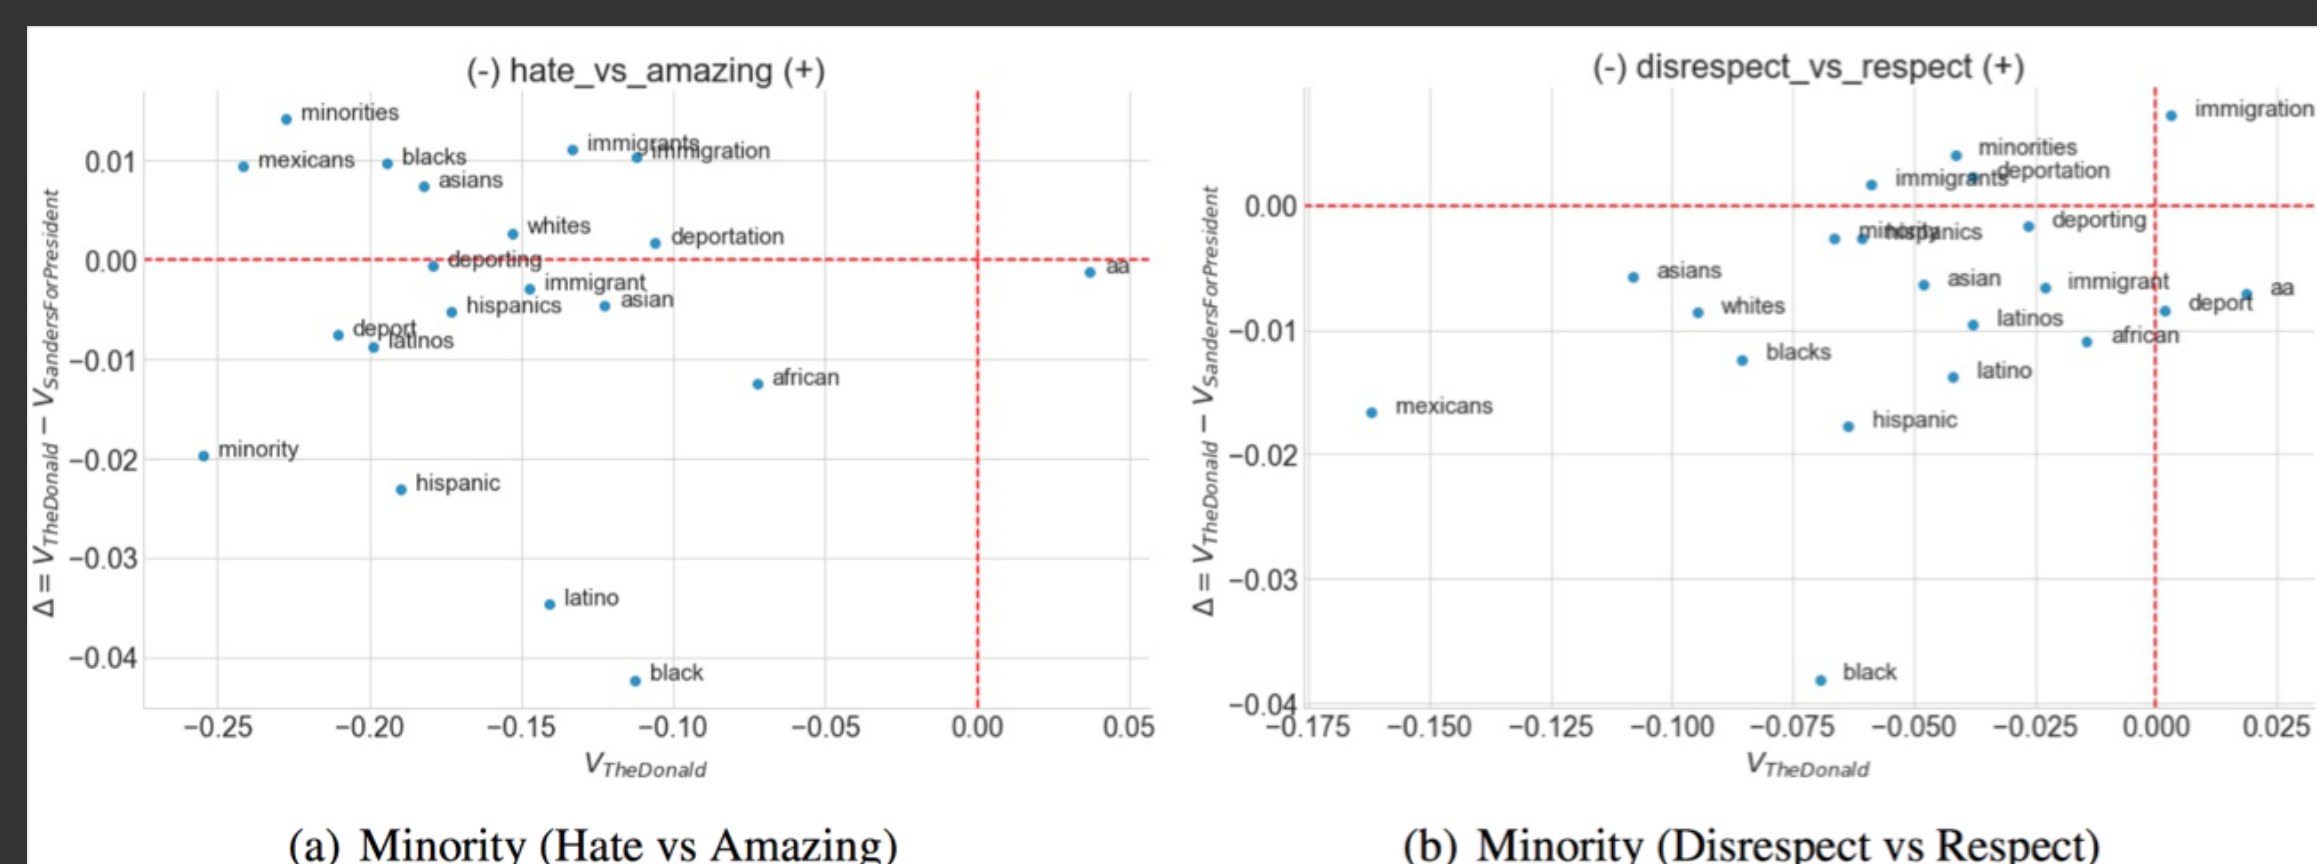 (-) hate_vs_amazing (+)
minorities
immigrants
immigration
mexicans
blacks
asians
whites
deportation
deporting
aa
immigrant
asian
hispanics
deport
latinos
african
minority
hispanic
latino
black
0.01
0.00
−0.01
−0.02
−0.03
−0.04
Δ = V_TheDonald − V_SandersForPresident
−0.25 −0.20 −0.15 −0.10 −0.05 0.00 0.05
V_TheDonald
(a) Minority (Hate vs Amazing)
(-) disrespect_vs_respect (+)
immigration
minorities
deportation
immigrants
deporting
minority
hispanics
asians
asian
immigrant
aa
whites
deport
latinos
african
blacks
latino
mexicans
hispanic
black
0.00
−0.01
−0.02
−0.03
−0.04
Δ = V_TheDonald − V_SandersForPresident
−0.175 −0.150 −0.125 −0.100 −0.075 −0.050 −0.025 0.000 0.025
V_TheDonald
(b) Minority (Disrespect vs Respect)